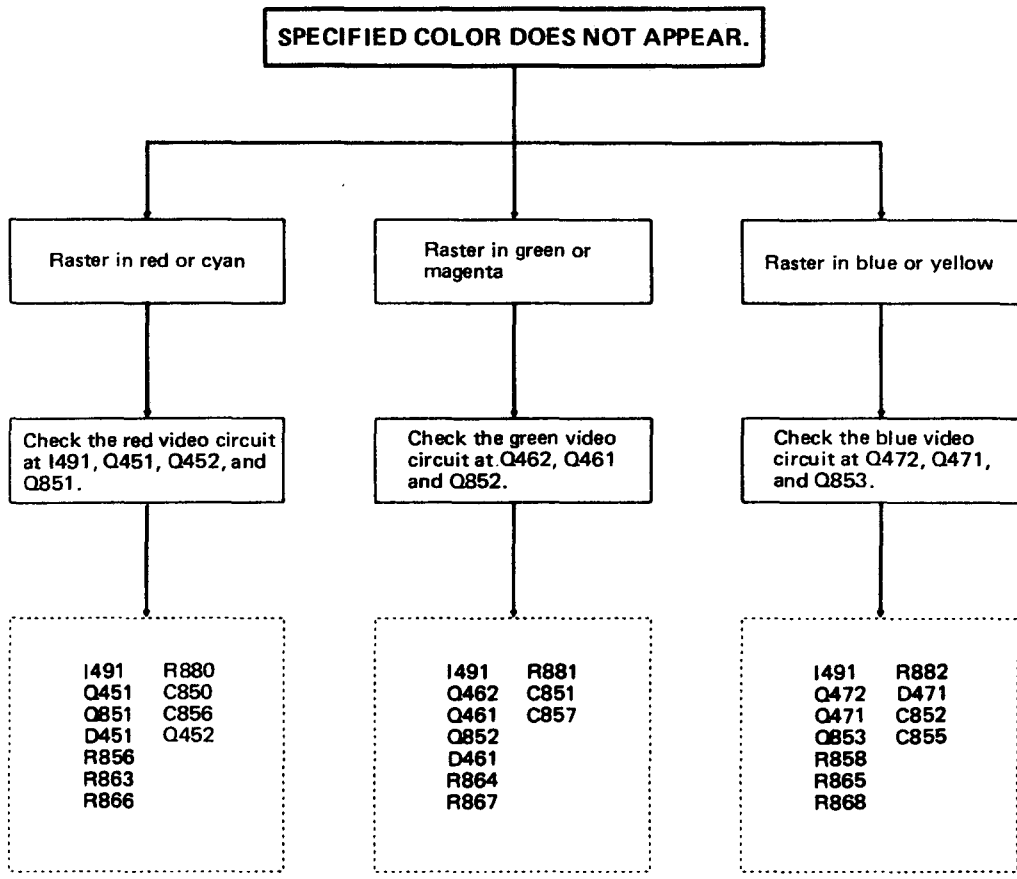 SPECIFIED COLOR DOES NOT APPEAR.
Raster in red or cyan
Raster in green or
magenta
Raster in blue or yellow
Check the red video circuit
at I491, Q451, Q452, and
Q851.
Check the green video
circuit at Q462, Q461
and Q852.
Check the blue video
circuit at Q472, Q471,
and Q853.
I491 R880
Q451 C850
Q851 C856
D451 Q452
R856
R863
R866
I491 R881
Q462 C851
Q461 C857
Q852
D461
R864
R867
I491 R882
Q472 D471
Q471 C852
Q853 C855
R858
R865
R868